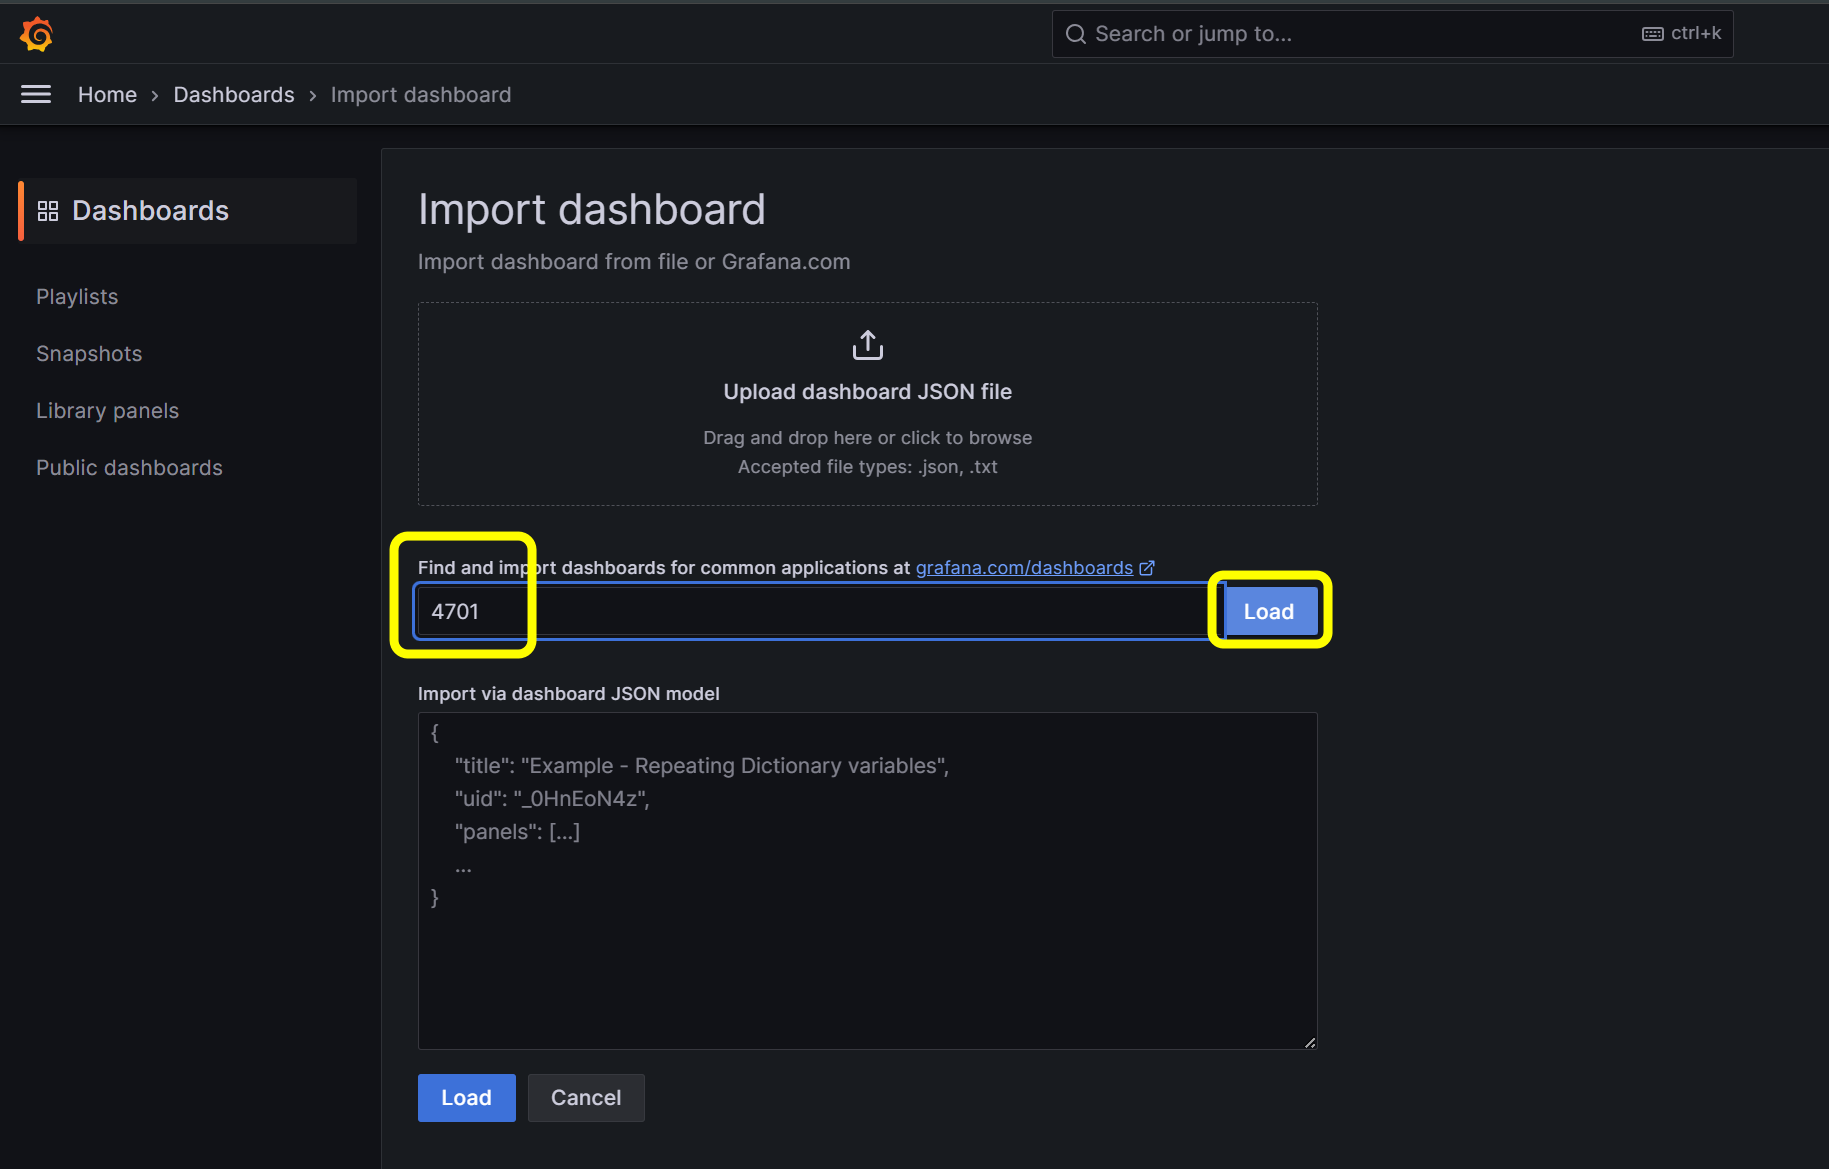 Search or jump to...
ctrl+k
Home › Dashboards › Import dashboard
Dashboards
Playlists
Snapshots
Library panels
Public dashboards
Import dashboard
Import dashboard from file or Grafana.com
Upload dashboard JSON file
Drag and drop here or click to browse
Accepted file types: .json, .txt
Find and import dashboards for common applications at grafana.com/dashboards
4701
Load
Import via dashboard JSON model
{
"title": "Example - Repeating Dictionary variables",
"uid": "_0HnEoN4z",
"panels": [...]
...
}
Load
Cancel